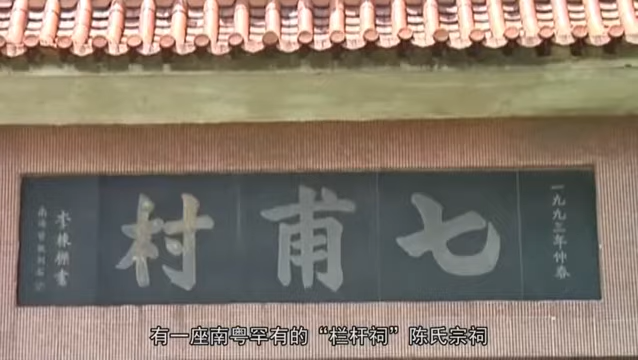 一九九三年仲春
七甫村
有一座南粤罕有的“栏杆祠”陈氏宗祠